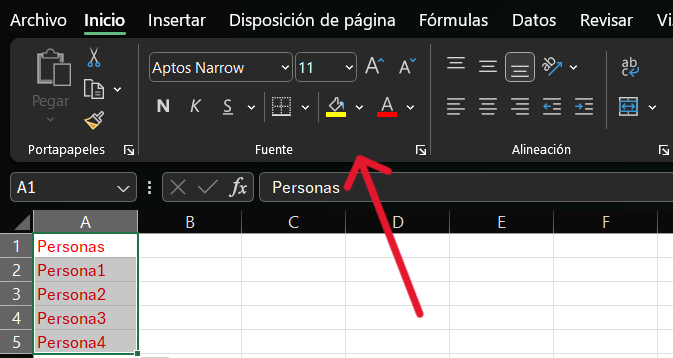 Archivo Inicio Insertar Disposición de página Fórmulas Datos Revisar Vi
Aptos Narrow 11 A A ab
Pegar N K S A c
Portapapeles Fuente Alineación
A1 fx Personas
A B C D E F
1 Personas
2 Persona1
3 Persona2
4 Persona3
5 Persona4